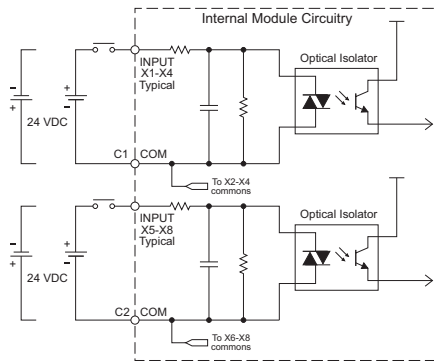 Internal Module Circuitry
INPUT
X1-X4
Typical
Optical Isolator
-
+
+
-
24 VDC
C1 COM
To X2-X4
commons
INPUT
X5-X8
Typical
Optical Isolator
-
+
+
-
24 VDC
C2 COM
To X6-X8
commons